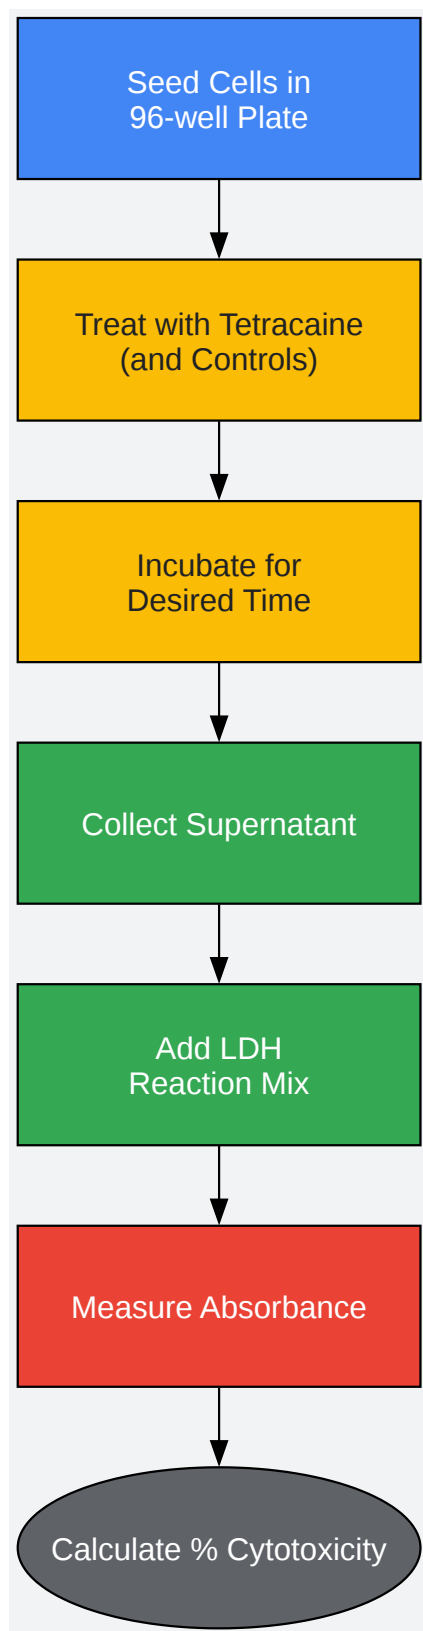 Seed Cells in
96-well Plate
Treat with Tetracaine
(and Controls)
Incubate for
Desired Time
Collect Supernatant
Add LDH
Reaction Mix
Measure Absorbance
Calculate % Cytotoxicity